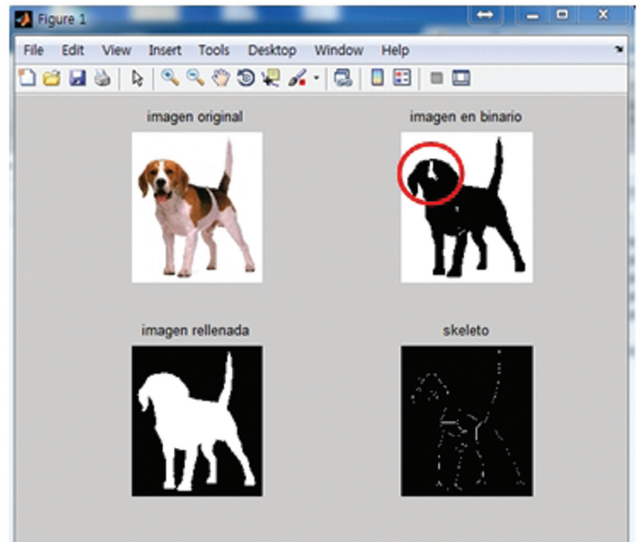 Figure 1
File Edit View Insert Tools Desktop Window Help
imagen original
imagen en binario
imagen rellenada
skeleto